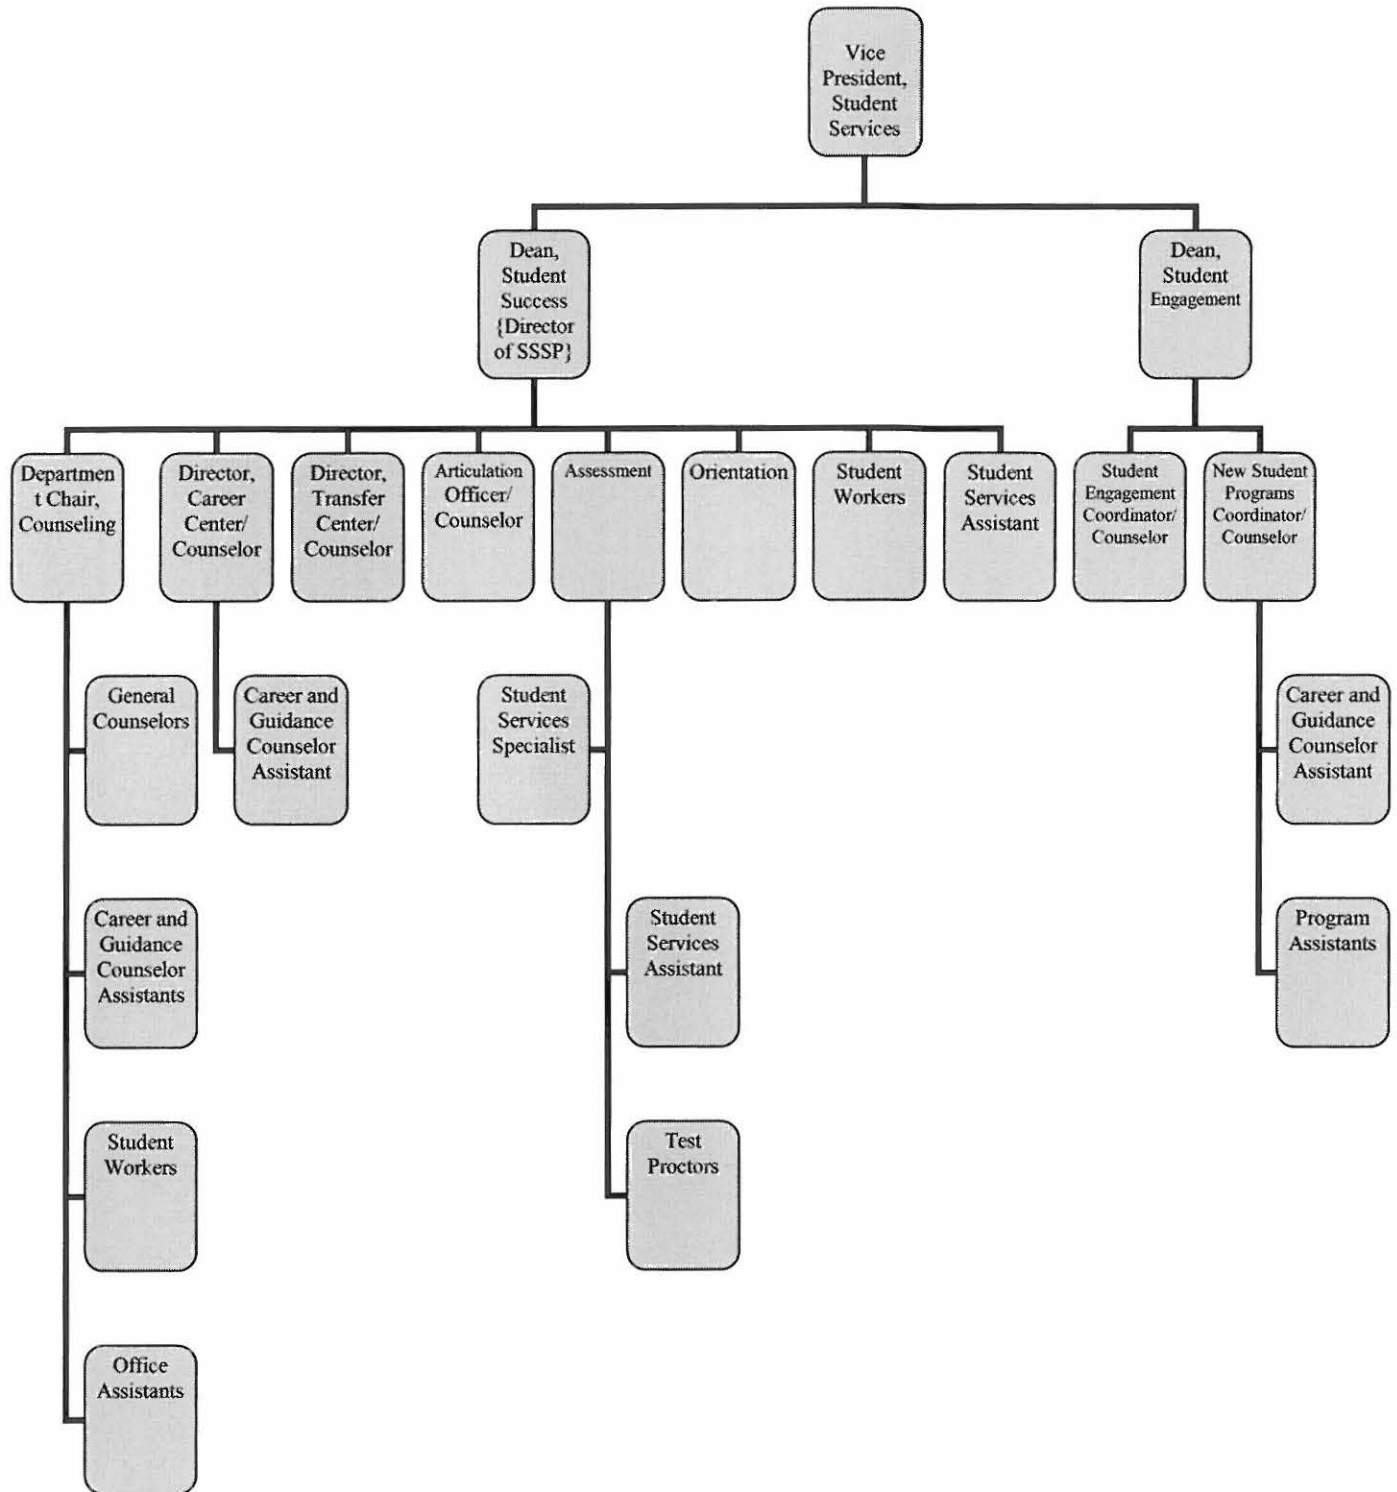 Vice
President,
Student
Services
Dean,
Student
Success
{Director
of SSSP}
Dean,
Student
Engagement
Departmen
t Chair,
Counseling
Director,
Career
Center/
Counselor
Director,
Transfer
Center/
Counselor
Articulation
Officer/
Counselor
Assessment
Orientation
Student
Workers
Student
Services
Assistant
Student
Engagement
Coordinator/
Counselor
New Student
Programs
Coordinator/
Counselor
General
Counselors
Career and
Guidance
Counselor
Assistant
Student
Services
Specialist
Career and
Guidance
Counselor
Assistant
Career and
Guidance
Counselor
Assistants
Student
Services
Assistant
Program
Assistants
Student
Workers
Test
Proctors
Office
Assistants